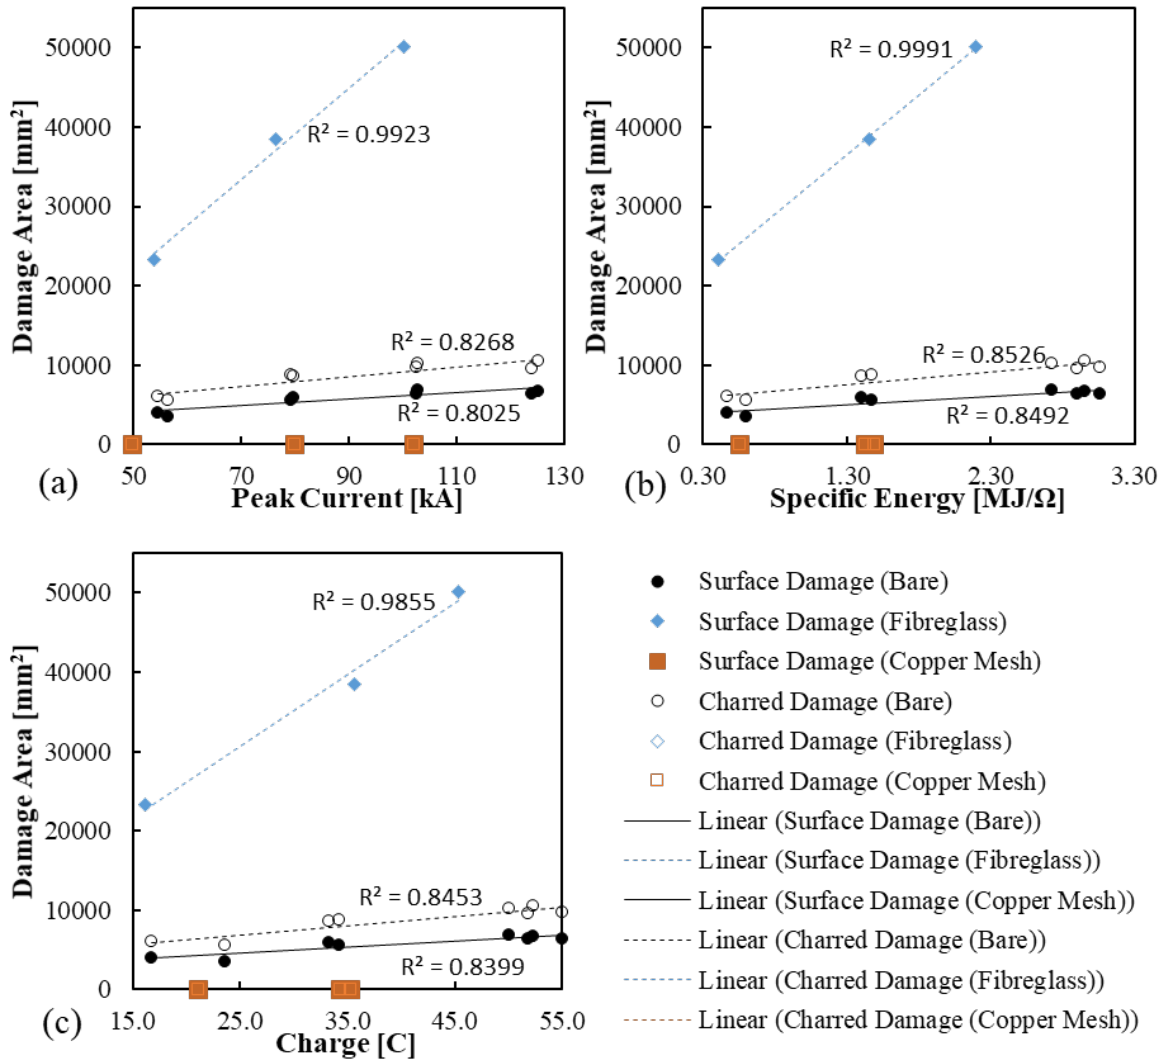 50000
40000
30000
20000
10000
0
Damage Area [mm²]
R² = 0.9923
R² = 0.8268
R² = 0.8025
50 70 90 110 130
(a)
Peak Current [kA]
50000
40000
30000
20000
10000
0
Damage Area [mm²]
R² = 0.9991
R² = 0.8526
R² = 0.8492
0.30 1.30 2.30 3.30
(b)
Specific Energy [MJ/Ω]
50000
40000
30000
20000
10000
0
Damage Area [mm²]
R² = 0.9855
R² = 0.8453
R² = 0.8399
15.0 25.0 35.0 45.0 55.0
(c)
Charge [C]
Surface Damage (Bare)
Surface Damage (Fibreglass)
Surface Damage (Copper Mesh)
Charred Damage (Bare)
Charred Damage (Fibreglass)
Charred Damage (Copper Mesh)
Linear (Surface Damage (Bare))
Linear (Surface Damage (Fibreglass))
Linear (Surface Damage (Copper Mesh))
Linear (Charred Damage (Bare))
Linear (Charred Damage (Fibreglass))
Linear (Charred Damage (Copper Mesh))